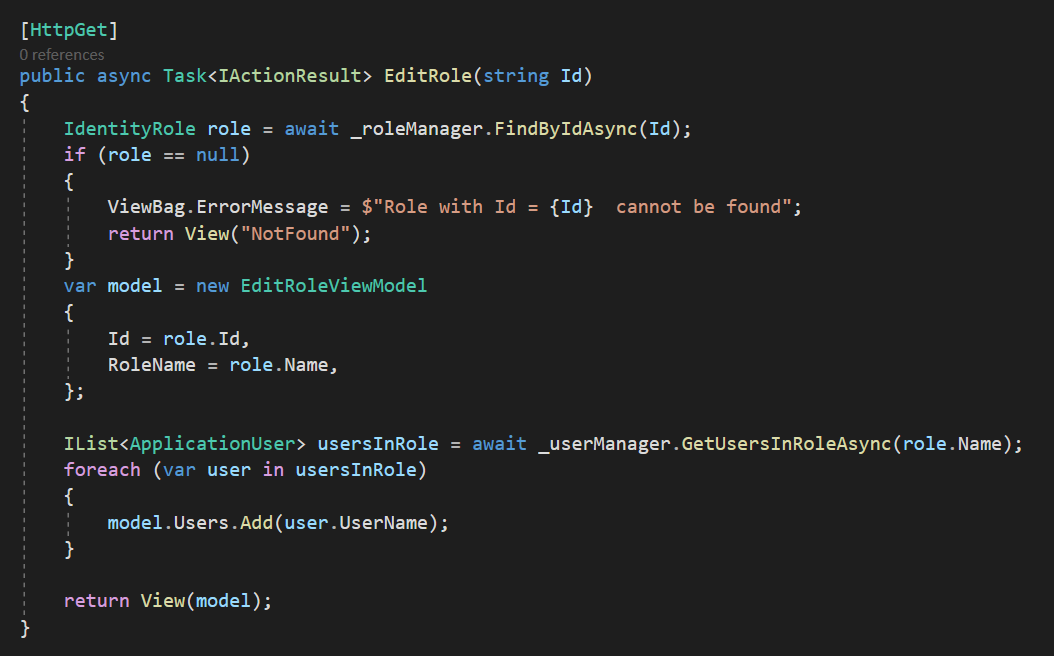 [HttpGet]
0 references
public async Task<IActionResult> EditRole(string Id)
{
    IdentityRole role = await _roleManager.FindByIdAsync(Id);
    if (role == null)
    {
        ViewBag.ErrorMessage = $"Role with Id = {Id}  cannot be found";
        return View("NotFound");
    }
    var model = new EditRoleViewModel
    {
        Id = role.Id,
        RoleName = role.Name,
    };

    IList<ApplicationUser> usersInRole = await _userManager.GetUsersInRoleAsync(role.Name);
    foreach (var user in usersInRole)
    {
        model.Users.Add(user.UserName);
    }

    return View(model);
}